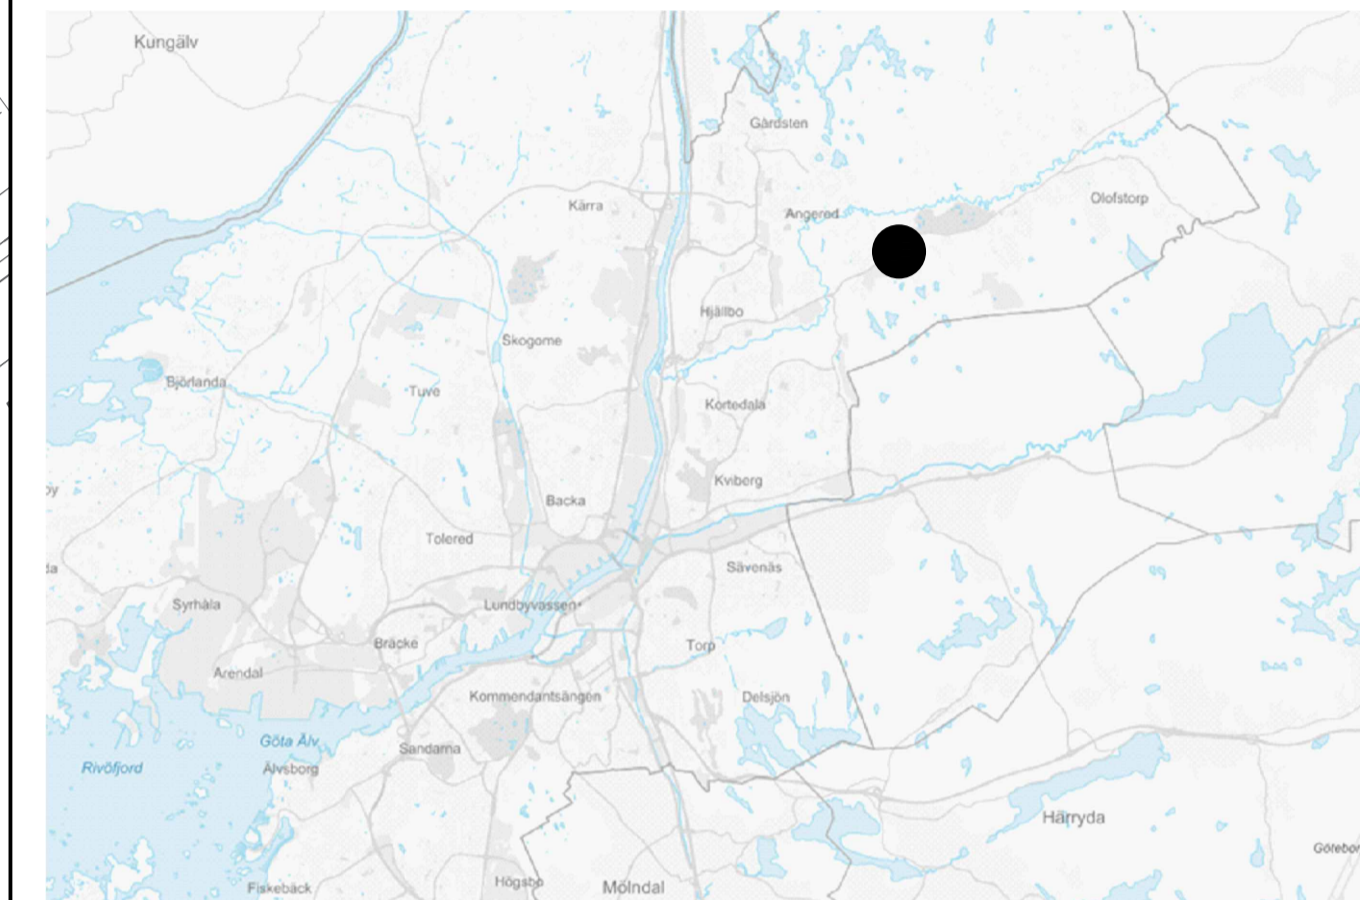 Kungälv
Gårdsten
Olofstorp
Kärra
Angered
Hjällbo
Skogome
Björlanda
Tuve
Kortedala
Kviberg
Backa
Tolered
Sävenäs
Syrhåla
Lundbyvassen
Bräcke
Torp
Arendal
Kommendantsängen
Delsjön
Göta Älv
Sandarna
Rivöfjord
Älvsborg
Härryda
Götebor
Högsbo
Mölndal
Fiskebäck